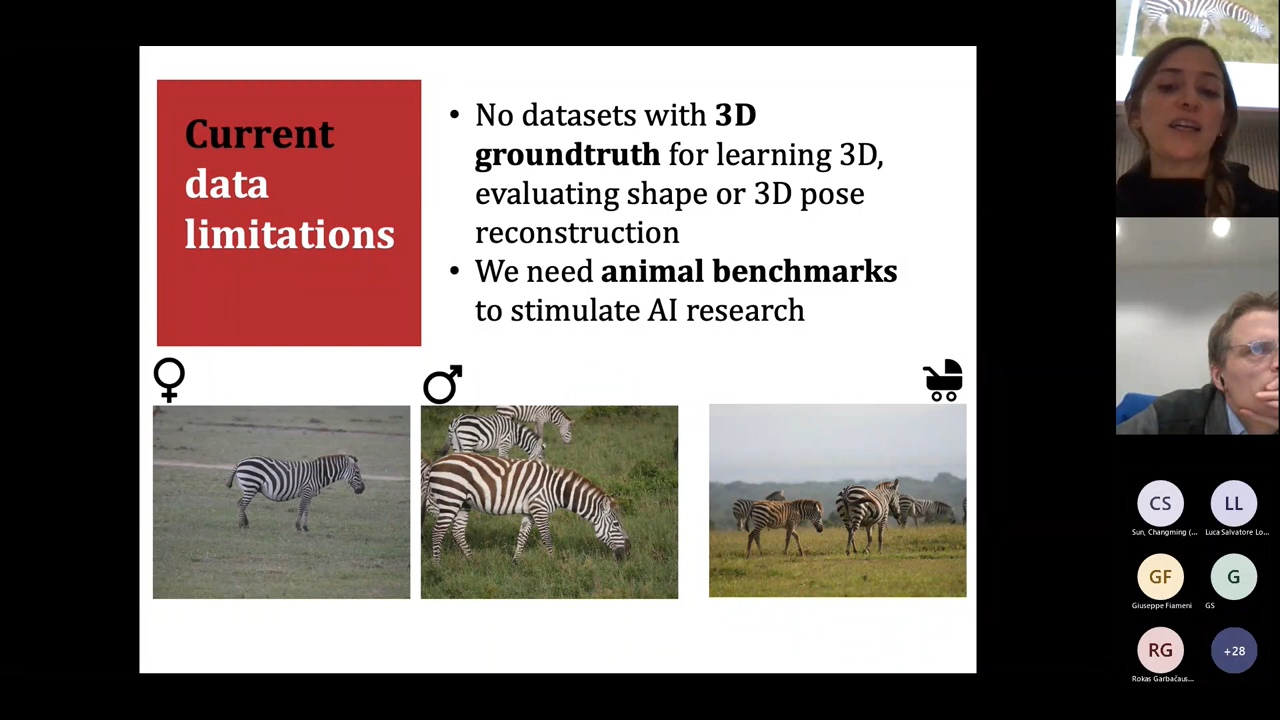 Current
data
limitations
• No datasets with 3D
groundtruth for learning 3D,
evaluating shape or 3D pose
reconstruction
• We need animal benchmarks
to stimulate AI research
CS
Sun, Changming (...
LL
Luca Salvatore Lo...
GF
Giuseppe Fiameni
G
GS
RG
Rokas Garbačaus...
+28